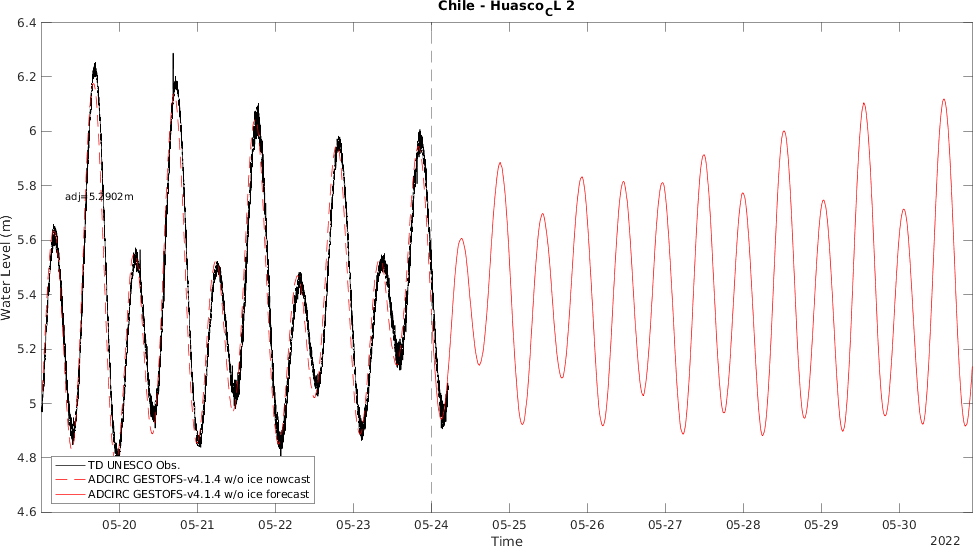 Chile - Huasco_CL 2
6.4
6.2
6
5.8
5.6
5.4
5.2
5
4.8
4.6
Water Level (m)
adj=5.2902m
TD UNESCO Obs.
ADCIRC GESTOFS-v4.1.4 w/o ice nowcast
ADCIRC GESTOFS-v4.1.4 w/o ice forecast
05-20 05-21 05-22 05-23 05-24 05-25 05-26 05-27 05-28 05-29 05-30
Time
2022